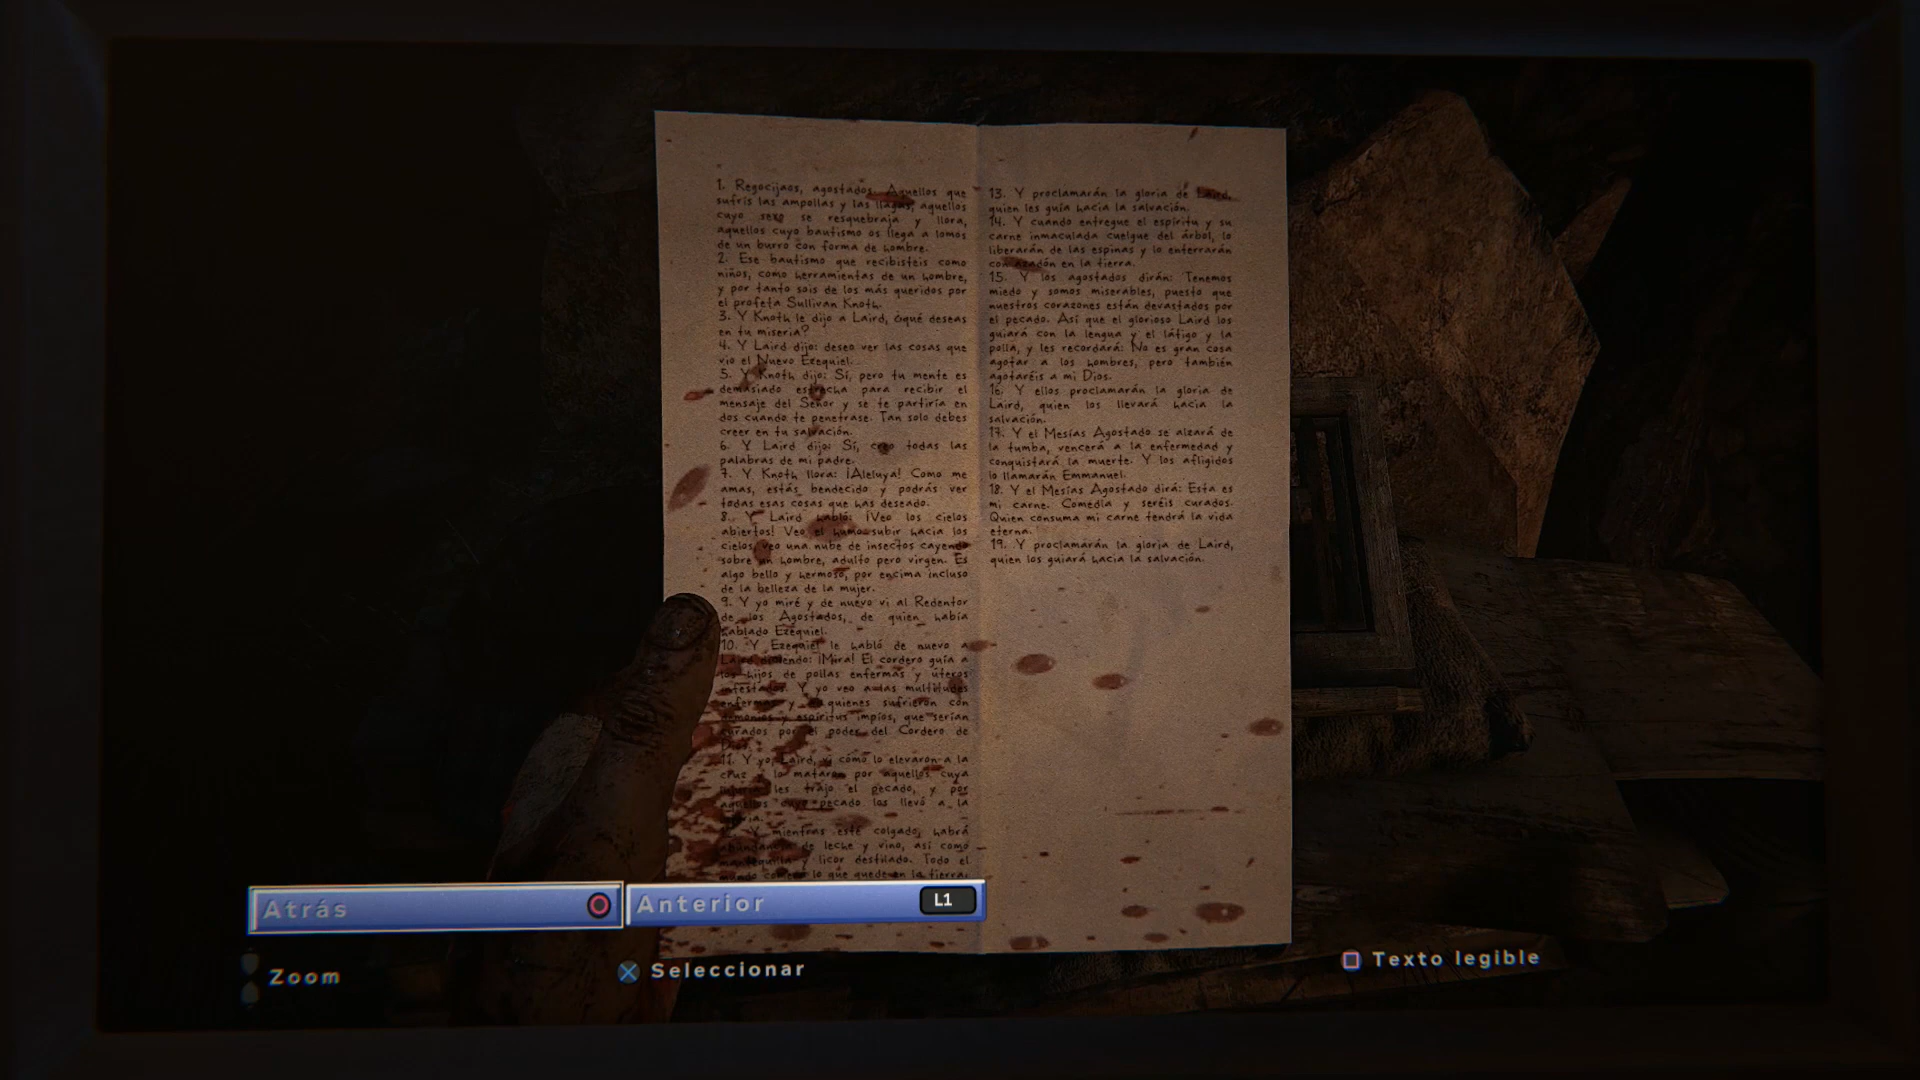 1. Regocijaos, agostados. Aquellos que
sufrís las ampollas y las llagas, aquellos
cuyo sexo se resquebraja y llora,
aquellos cuyo bautismo os llega a lomos
de un burro con forma de hombre.
2. Ese bautismo que recibisteis como
niños, como herramientas de un hombre,
y por tanto sois de los más queridos por
el profeta Sullivan Knoth.
3. Y Knoth le dijo a Laird, ¿qué deseas
en tu miseria?
4. Y Laird dijo: deseo ver las cosas que
vio el Nuevo Ezequiel.
5. Y Knoth dijo: Sí, pero tu mente es
demasiado estrecha para recibir el
mensaje del Señor y se te partiría en
dos cuando te penetrase. Tan solo debes
creer en tu salvación.
6. Y Laird dijo: Sí, creo todas las
palabras de mi padre.
7. Y Knoth llora: ¡Aleluya! Como me
amas, estás bendecido y podrás ver
todas esas cosas que has deseado.
8. Y Laird habló: ¡Veo los cielos
abiertos! Veo el humo subir hacia los
cielos, veo una nube de insectos cayendo
sobre un hombre, adulto pero virgen. Es
algo bello y hermoso, por encima incluso
de la belleza de la mujer.
9. Y yo miré y de nuevo vi al Redentor
de los Agostados, de quien había
hablado Ezequiel.
10. Y Ezequiel le habló de nuevo a
Laird diciendo: ¡Mira! El cordero guía a
los hijos de pollas enfermas y úteros
infestados. Y yo veo a las multitudes
enfermas y a quienes sufrieron con
demonios y espíritus impíos, que serían
curados por el poder del Cordero de
11. Y yo, Laird, vi cómo lo elevaron a la
cruz y lo mataron por aquellos cuya
les trajo el pecado, y por
aquellos cuyo pecado los llevó a la
Y mientras esté colgado, habrá
abundancia de leche y vino, así como
mantequilla y licor destilado. Todo el
mundo comerá lo que quede en la tierra.
13. Y proclamarán la gloria de Laird,
quien les guía hacia la salvación.
14. Y cuando entregue el espíritu y su
carne inmaculada cuelgue del árbol, lo
liberarán de las espinas y lo enterrarán
con azadón en la tierra.
15. Y los agostados dirán: Tenemos
miedo y somos miserables, puesto que
nuestros corazones están devastados por
el pecado. Así que el glorioso Laird los
guiará con la lengua y el látigo y la
polla, y les recordará: No es gran cosa
agotar a los hombres, pero también
agotaréis a mi Dios.
16. Y ellos proclamarán la gloria de
Laird, quien los llevará hacia la
salvación.
17. Y el Mesías Agostado se alzará de
la tumba, vencerá a la enfermedad y
conquistará la muerte. Y los afligidos
lo llamarán Emmanuel.
18. Y el Mesías Agostado dirá: Esta es
mi carne. Comedla y seréis curados.
Quien consuma mi carne tendrá la vida
eterna.
19. Y proclamarán la gloria de Laird,
quien los guiará hacia la salvación.
Atrás
Anterior L1
Zoom
Seleccionar
Texto legible